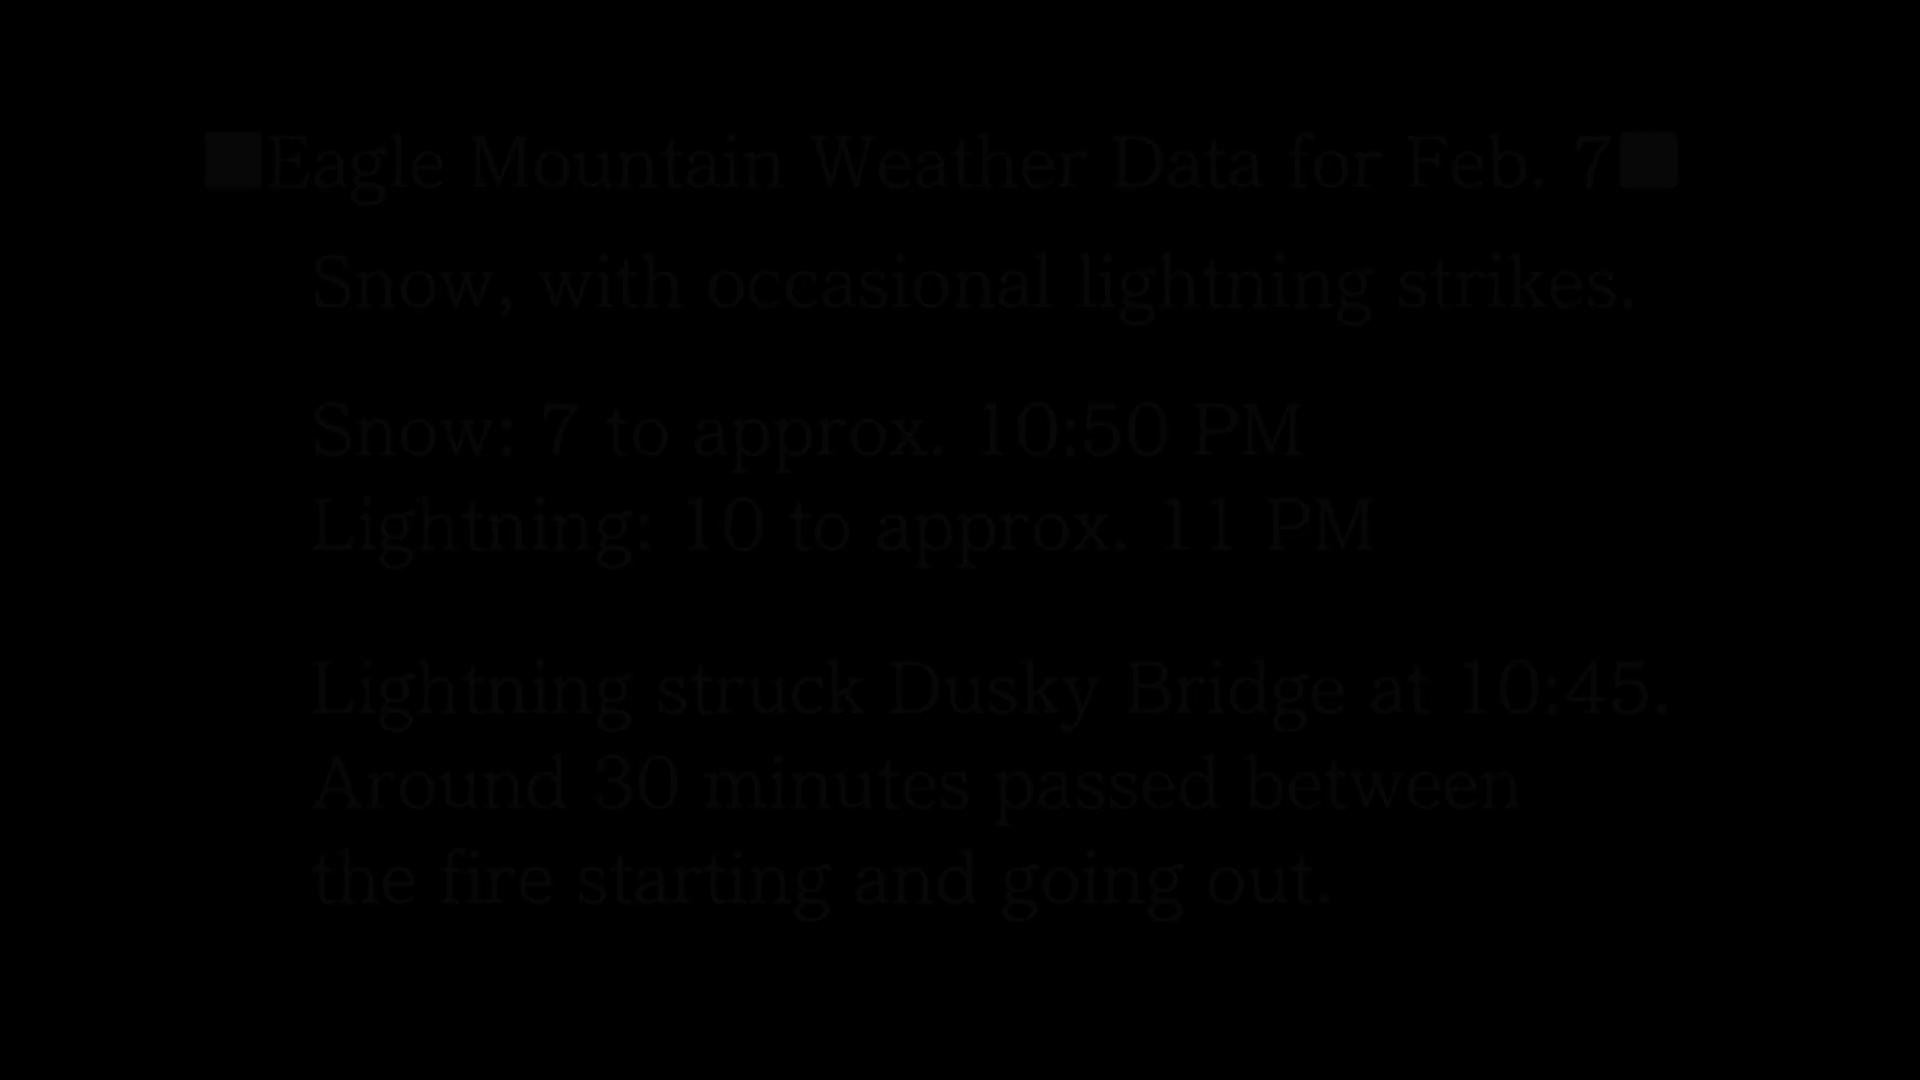 ■Eagle Mountain Weather Data for Feb. 7■
Snow, with occasional lightning strikes.
Snow: 7 to approx. 10:50 PM
Lightning: 10 to approx. 11 PM
Lightning struck Dusky Bridge at 10:45.
Around 30 minutes passed between
the fire starting and going out.